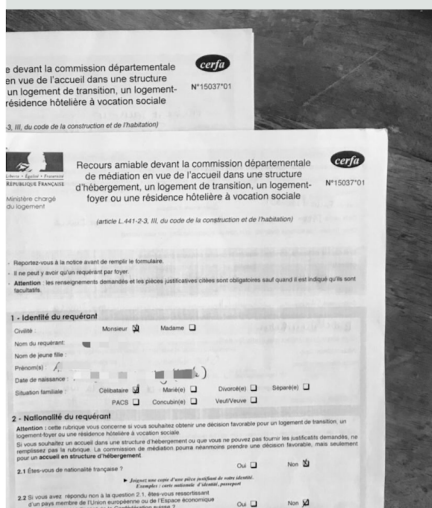 e devant la commission départementale
en vue de l'accueil dans une structure
un logement de transition, un logement-
résidence hôtelière à vocation sociale
cerfa
N°15037*01
-3, III, du code de la construction et de l'habitation)
Liberté • Égalité • Fraternité
RÉPUBLIQUE FRANÇAISE
Ministère chargé
du logement
Recours amiable devant la commission départementale
de médiation en vue de l'accueil dans une structure
d'hébergement, un logement de transition, un logement-
foyer ou une résidence hôtelière à vocation sociale
cerfa
N°15037*01
(article L.441-2-3, III, du code de la construction et de l'habitation)
- Reportez-vous à la notice avant de remplir le formulaire.
- Il ne peut y avoir qu'un requérant par foyer.
- Attention : les renseignements demandés et les pièces justificatives citées sont obligatoires sauf quand il est indiqué qu'ils sont
facultatifs.
1 - Identité du requérant
Civilité : Monsieur Madame
Nom du requérant:
Nom de jeune fille :
Prénom(s)
Date de naissance :
Situation familiale : Célibataire Marié(e) Divorcé(e) Séparé(e)
PACS Concubin(e) Veuf/Veuve
2 - Nationalité du requérant
Attention : cette rubrique vous concerne si vous souhaitez obtenir une décision favorable pour un logement de transition, un
logement-foyer ou une résidence hôtelière à vocation sociale.
Si vous souhaitez un accueil dans une structure d'hébergement ou que vous ne pouvez pas fournir les justificatifs demandés, ne
remplissez pas la rubrique. La commission de médiation pourra néanmoins prendre une décision favorable, mais seulement
pour un accueil en structure d'hébergement.
2.1 Êtes-vous de nationalité française ? Oui Non
Joignez une copie d'une pièce justifiant de votre identité.
Exemples : carte nationale d'identité, passeport
2.2 Si vous avez répondu non à la question 2.1, êtes-vous ressortissant
d'un pays membre de l'Union européenne ou de l'Espace économique Oui Non